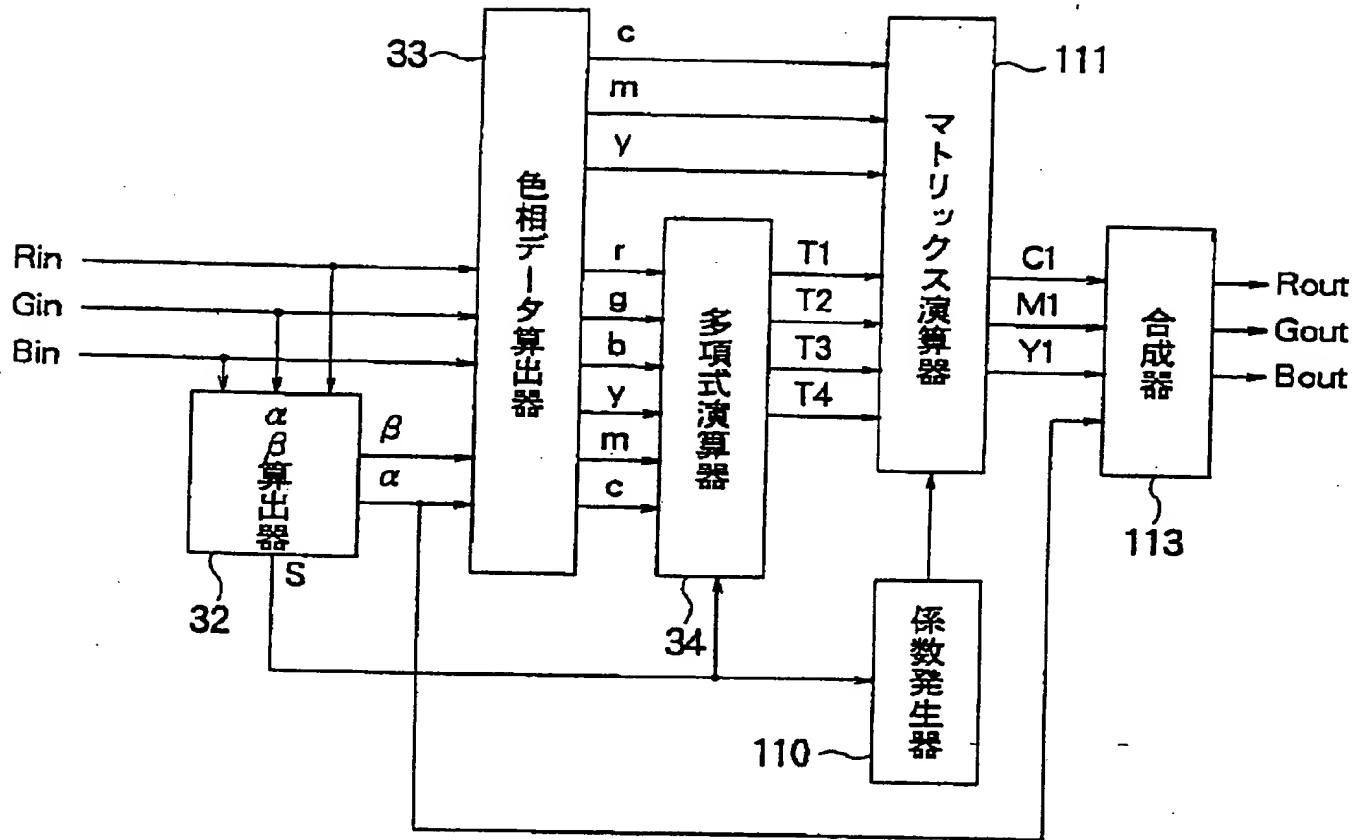 33
c
m
y
111
色相データ算出器
マトリックス演算器
Rin
Gin
Bin
r
g
b
y
m
c
多項式演算器
T1
T2
T3
T4
C1
M1
Y1
合成器
Rout
Gout
Bout
αβ算出器
β
α
32
S
34
113
係数発生器
110